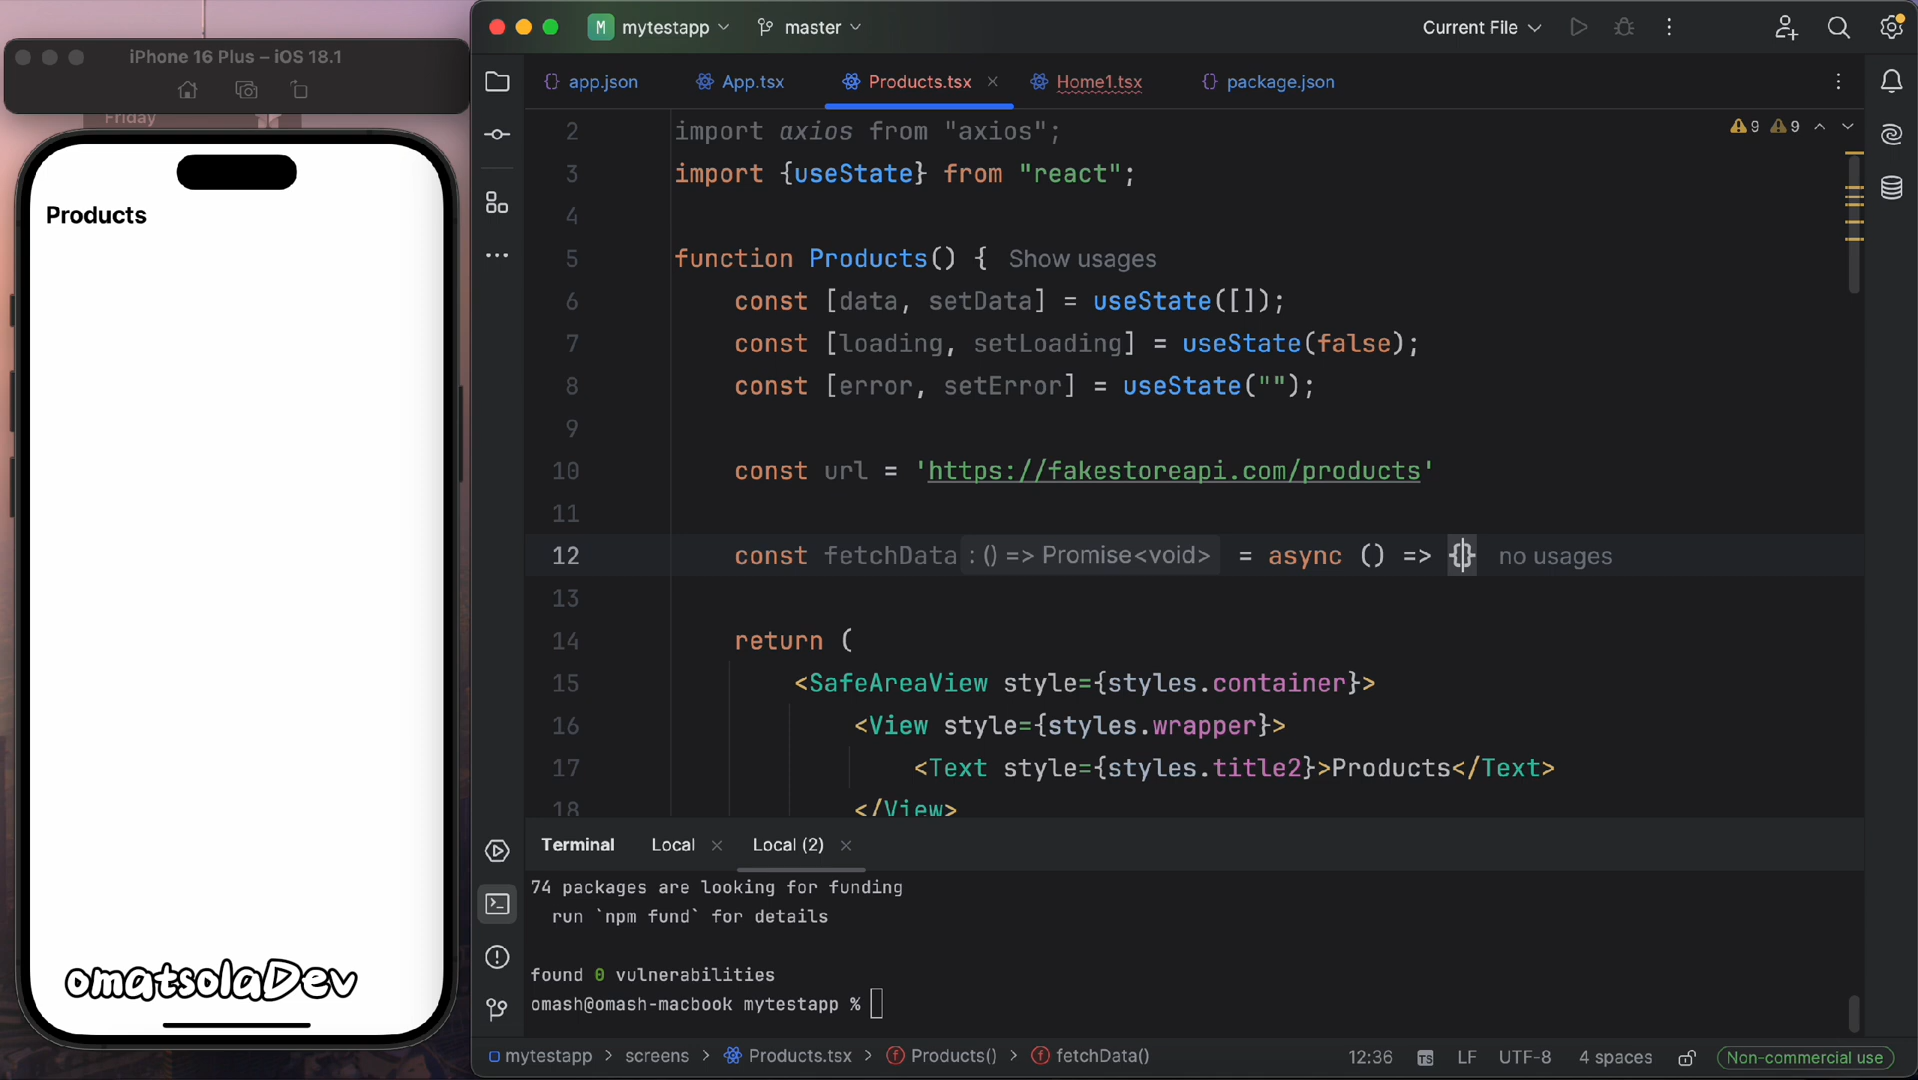 iPhone 16 Plus – iOS 18.1
Friday
Products
omatsolaDev
M mytestapp
master
Current File
app.json
App.tsx
Products.tsx
Home1.tsx
package.json
9 9
2 import axios from "axios";
3 import {useState} from "react";
4
5 function Products() { Show usages
6 const [data, setData] = useState([]);
7 const [loading, setLoading] = useState(false);
8 const [error, setError] = useState("");
9
10 const url = 'https://fakestoreapi.com/products'
11
12 const fetchData : () => Promise<void> = async () => {} no usages
13
14 return (
15 <SafeAreaView style={styles.container}>
16 <View style={styles.wrapper}>
17 <Text style={styles.title2}>Products</Text>
18 </View>
Terminal Local Local (2)
74 packages are looking for funding
run `npm fund` for details
found 0 vulnerabilities
omash@omash-macbook mytestapp %
mytestapp > screens > Products.tsx > Products() > fetchData()
12:36 TS LF UTF-8 4 spaces Non-commercial use